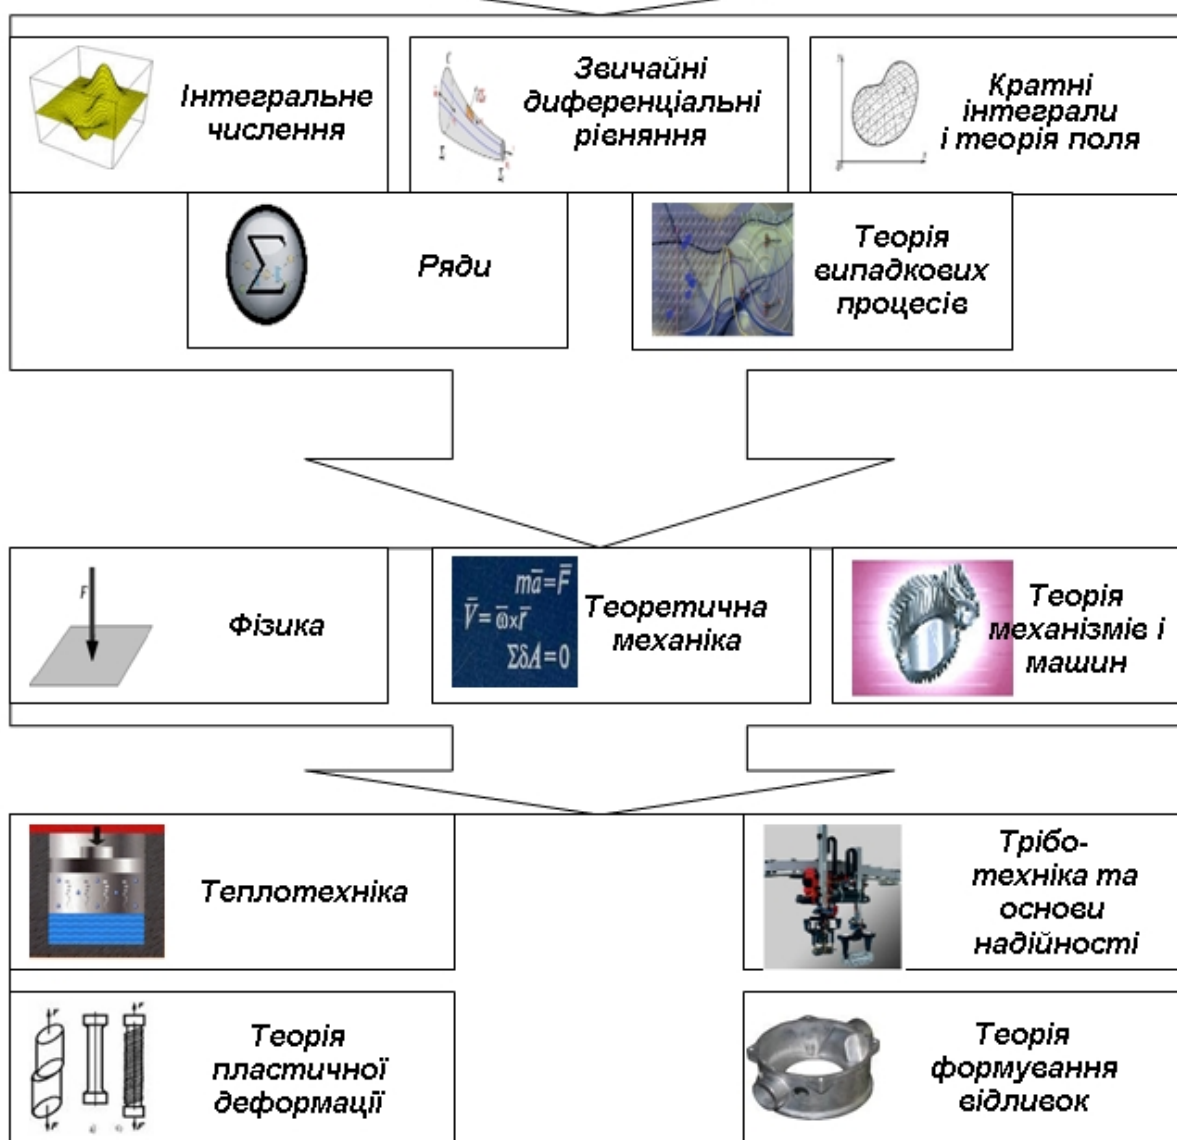 Інтегральне
числення
Звичайні
диференціальні
рівняння
Кратні
інтеграли
і теорія поля
Σ
Ряди
Теорія
випадкових
процесів
F
Фізика
ma̅=F̅
V̅=ω̅×r̅
ΣδA=0
Теоретична
механіка
Теорія
механізмів і
машин
Теплотехніка
Трібо-
техніка та
основи
надійності
Теорія
пластичної
деформації
Теорія
формування
відливок